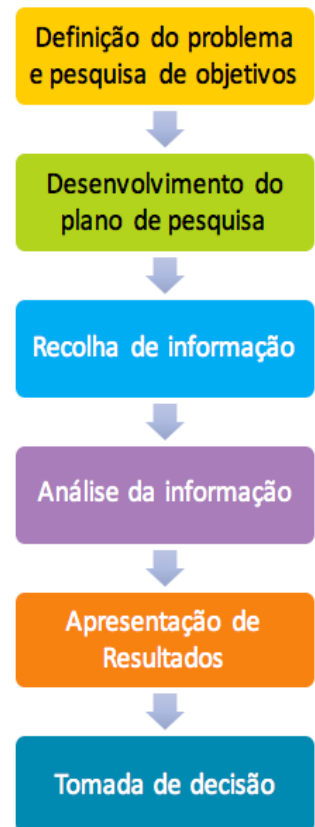 Definição do problema
e pesquisa de objetivos
Desenvolvimento do
plano de pesquisa
Recolha de informação
Análise da informação
Apresentação de
Resultados
Tomada de decisão